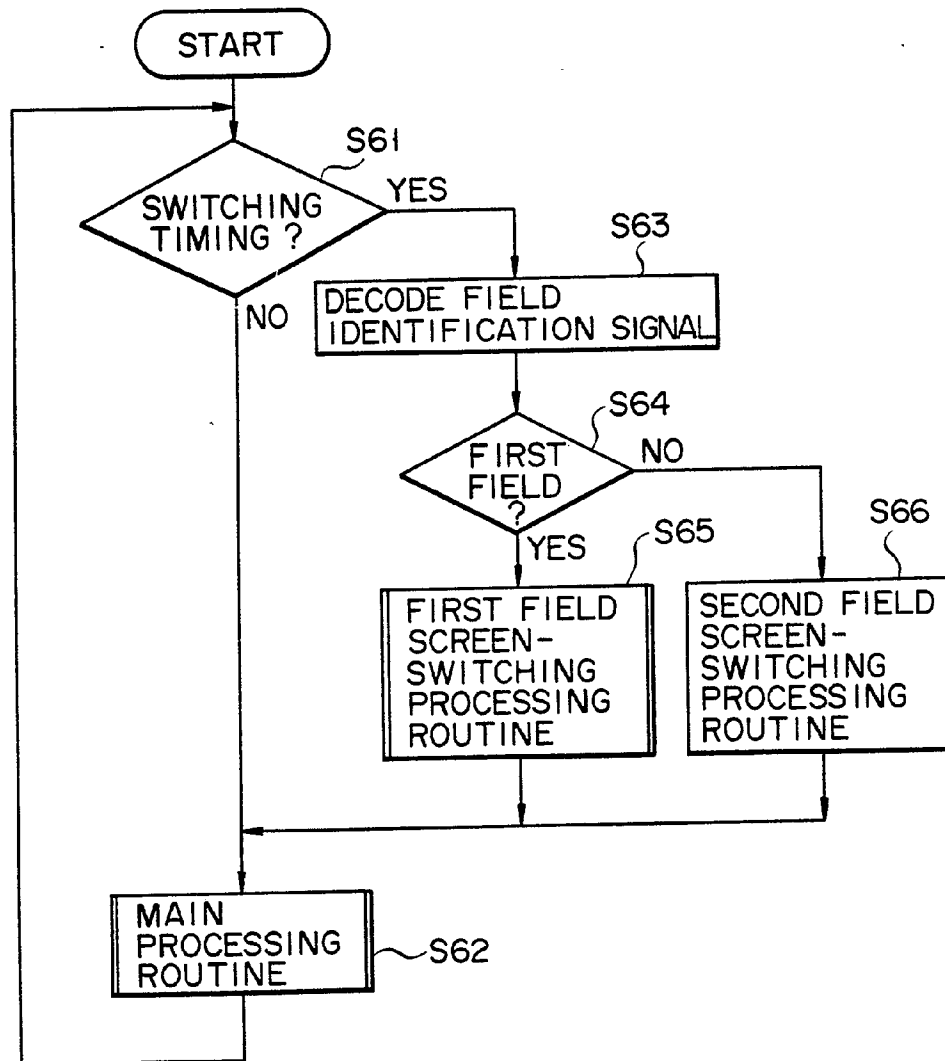 START
S61
SWITCHING
TIMING ?
YES
NO
S63
DECODE FIELD
IDENTIFICATION SIGNAL
S64
FIRST
FIELD
?
NO
YES
S65
S66
FIRST FIELD
SCREEN-
SWITCHING
PROCESSING
ROUTINE
SECOND FIELD
SCREEN-
SWITCHING
PROCESSING
ROUTINE
MAIN
PROCESSING
ROUTINE
S62